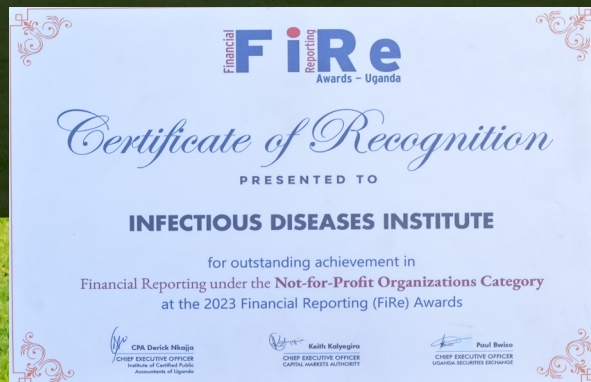 Financial FiRe Reporting
Awards – Uganda
Certificate of Recognition
PRESENTED TO
INFECTIOUS DISEASES INSTITUTE
for outstanding achievement in
Financial Reporting under the Not-for-Profit Organizations Category
at the 2023 Financial Reporting (FiRe) Awards
CPA Derick Nkajja
CHIEF EXECUTIVE OFFICER
Institute of Certified Public
Accountants of Uganda
Keith Kalyegira
CHIEF EXECUTIVE OFFICER
CAPITAL MARKETS AUTHORITY
Paul Bwiso
CHIEF EXECUTIVE OFFICER
UGANDA SECURITIES EXCHANGE